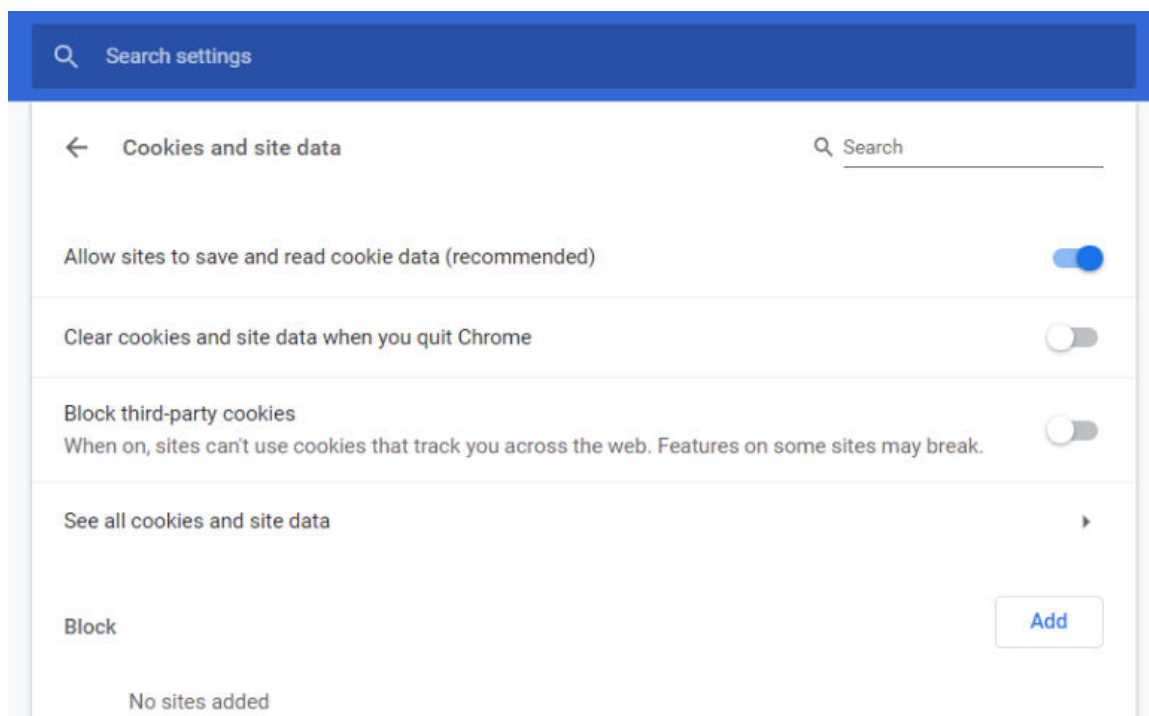 Search settings
Cookies and site data
Search
Allow sites to save and read cookie data (recommended)
Clear cookies and site data when you quit Chrome
Block third-party cookies
When on, sites can't use cookies that track you across the web. Features on some sites may break.
See all cookies and site data
Block
Add
No sites added